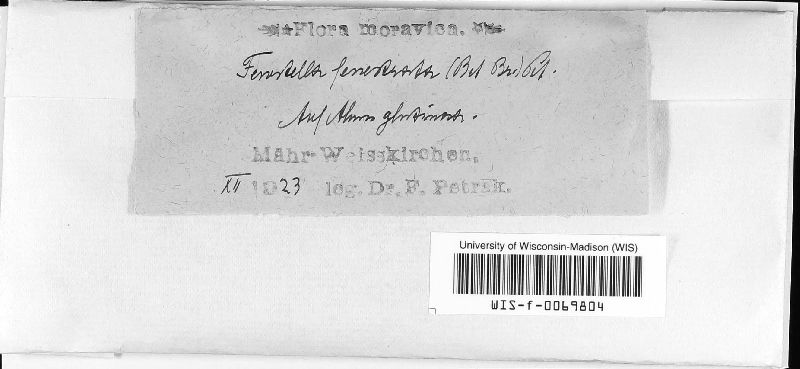 Flora moravica.
Fenestella fenestrata (Bet Br) Pet.
Auf Alnus glutinosa.
Mähr-Weisskirchen.
XII 1923 leg. Dr. F. Petrak.
University of Wisconsin-Madison (WIS)
WIS-f-0069804